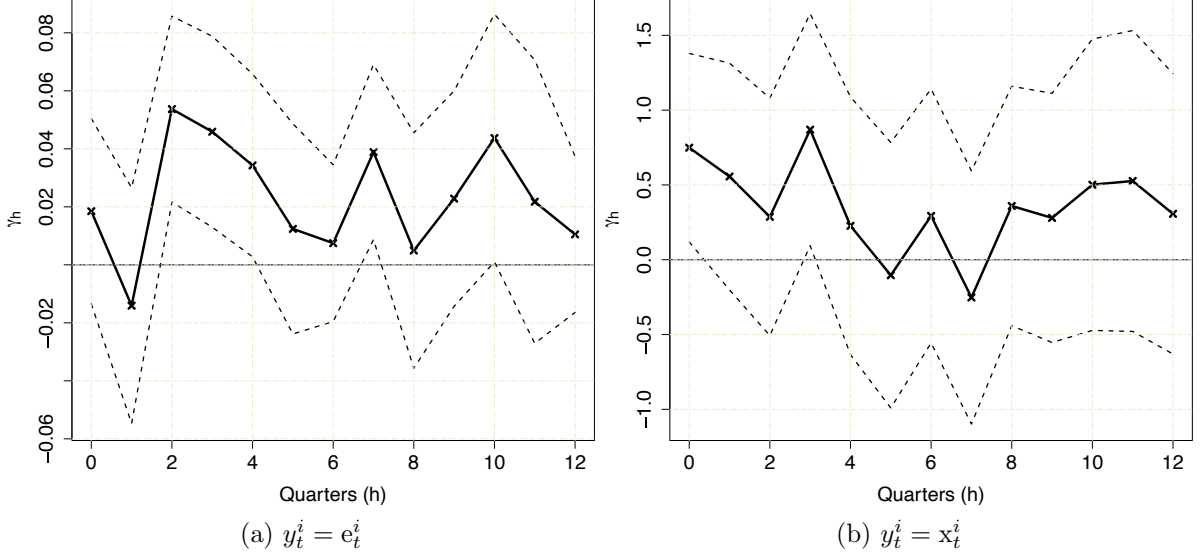 0.08
0.06
0.04
0.02
−0.02
−0.06
γh
0 2 4 6 8 10 12
Quarters (h)
(a) y_t^i = e_t^i
1.5
1.0
0.5
0.0
−0.5
−1.0
γh
0 2 4 6 8 10 12
Quarters (h)
(b) y_t^i = x_t^i